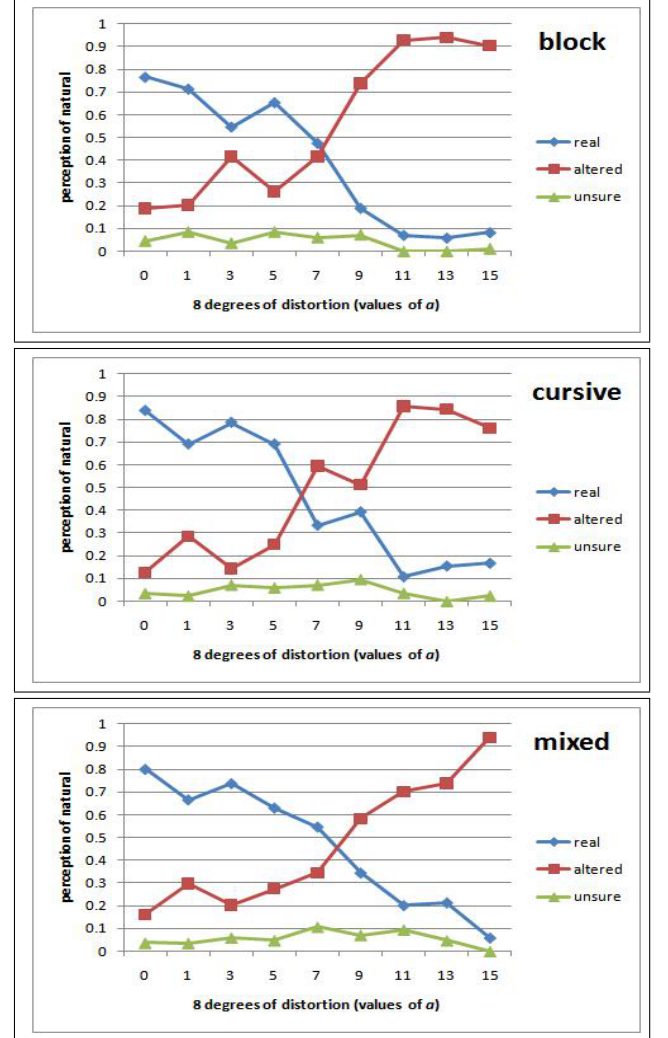 block
1
0.9
0.8
0.7
0.6
0.5
0.4
0.3
0.2
0.1
0
perception of natural
0 1 3 5 7 9 11 13 15
8 degrees of distortion (values of a)
real
altered
unsure
cursive
1
0.9
0.8
0.7
0.6
0.5
0.4
0.3
0.2
0.1
0
perception of natural
0 1 3 5 7 9 11 13 15
8 degrees of distortion (values of a)
real
altered
unsure
mixed
1
0.9
0.8
0.7
0.6
0.5
0.4
0.3
0.2
0.1
0
perception of natural
0 1 3 5 7 9 11 13 15
8 degrees of distortion (values of a)
real
altered
unsure